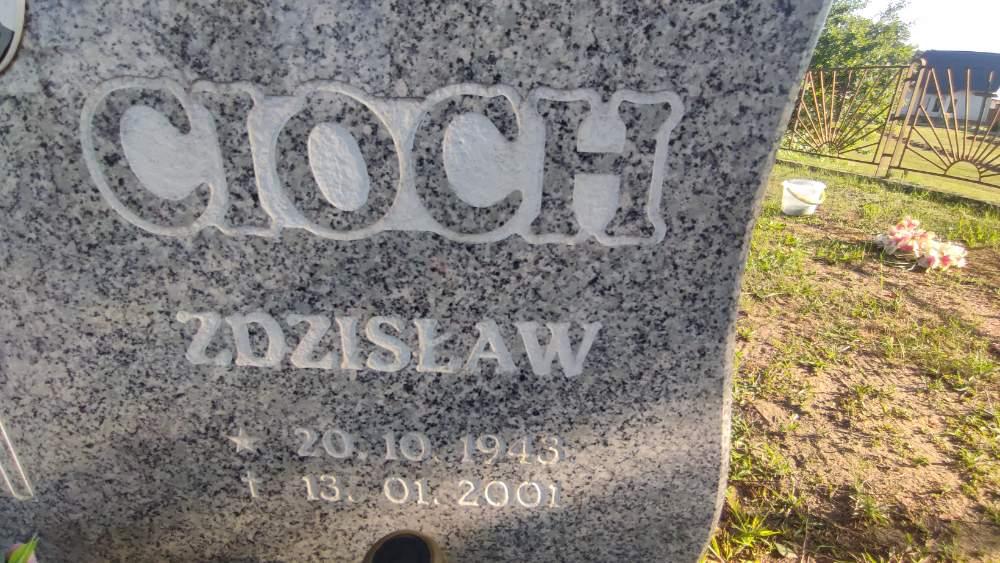 CIOCH
ZDZISŁAW
★ 20.10.1943
† 13.01.2001